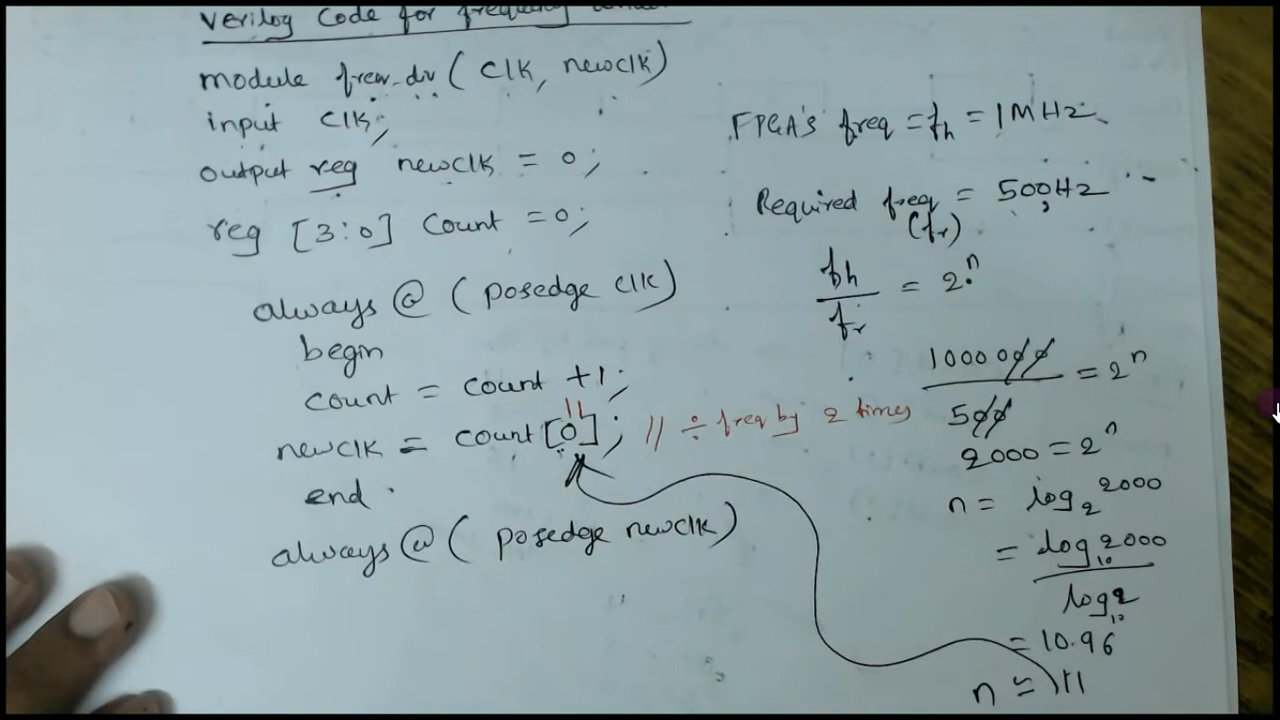 Verilog Code for frequency
module freq_div ( clk, newclk)
input clk;
output reg newclk = 0;
reg [3:0] Count = 0;
always @ ( posedge clk)
begin
count = count +1;
newclk = count [0]; // ÷ freq by 2 times
11
end
always @ ( posedge newclk)
FPGA's freq = fh = 1MHz
Required freq = 500Hz
(fr)
fh / fr = 2^n
1000000 / 500 = 2^n
2000 = 2^n
n = log2 2000
= log10 2000 / log10 2
= 10.96
n ≃ 11